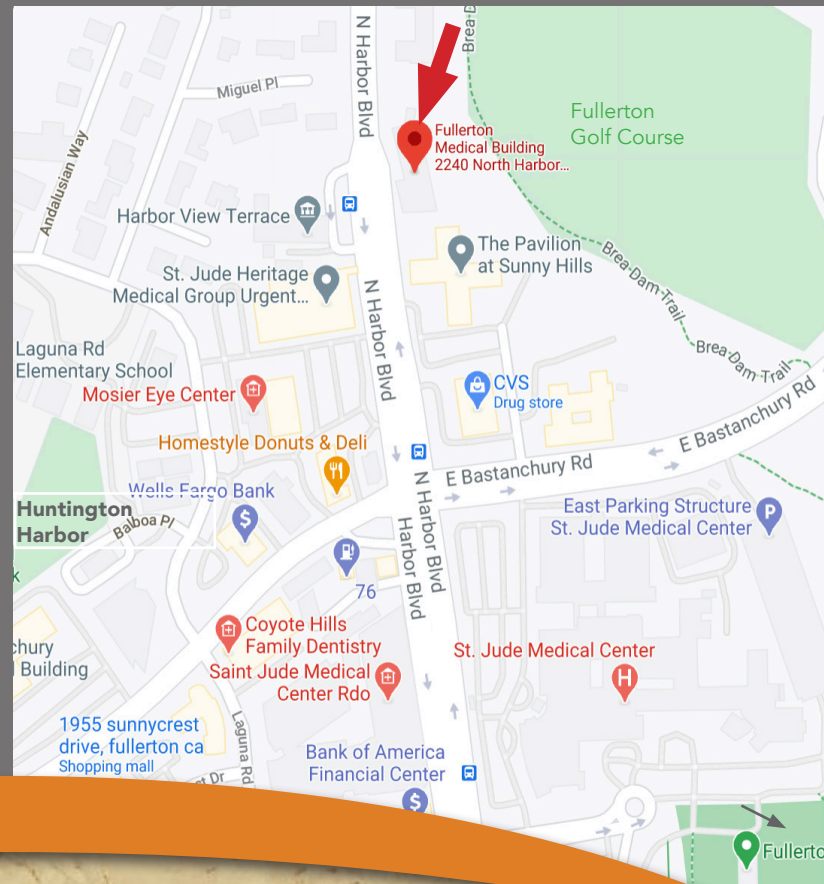 N Harbor Blvd
Brea-D
Miguel Pl
Fullerton
Golf Course
Fullerton
Medical Building
2240 North Harbor...
Andalusian Way
Harbor View Terrace
The Pavilion
at Sunny Hills
St. Jude Heritage
Medical Group Urgent...
N Harbor Blvd
Brea-Dam-Trail
Laguna Rd
Elementary School
Brea-Dam Trail
Mosier Eye Center
CVS
Drug store
E Bastanchury Rd
Homestyle Donuts & Deli
E Bastanchury Rd
Wells Fargo Bank
N Harbor Blvd
Harbor Blvd
Huntington
Harbor
Balboa Pl
East Parking Structure
St. Jude Medical Center
P
k
76
Coyote Hills
Family Dentistry
chury
Building
St. Jude Medical Center
H
Saint Jude Medical
Center Rdo
1955 sunnycrest
drive, fullerton ca
Shopping mall
Laguna Rd
st Dr
Bank of America
Financial Center
Fullerto